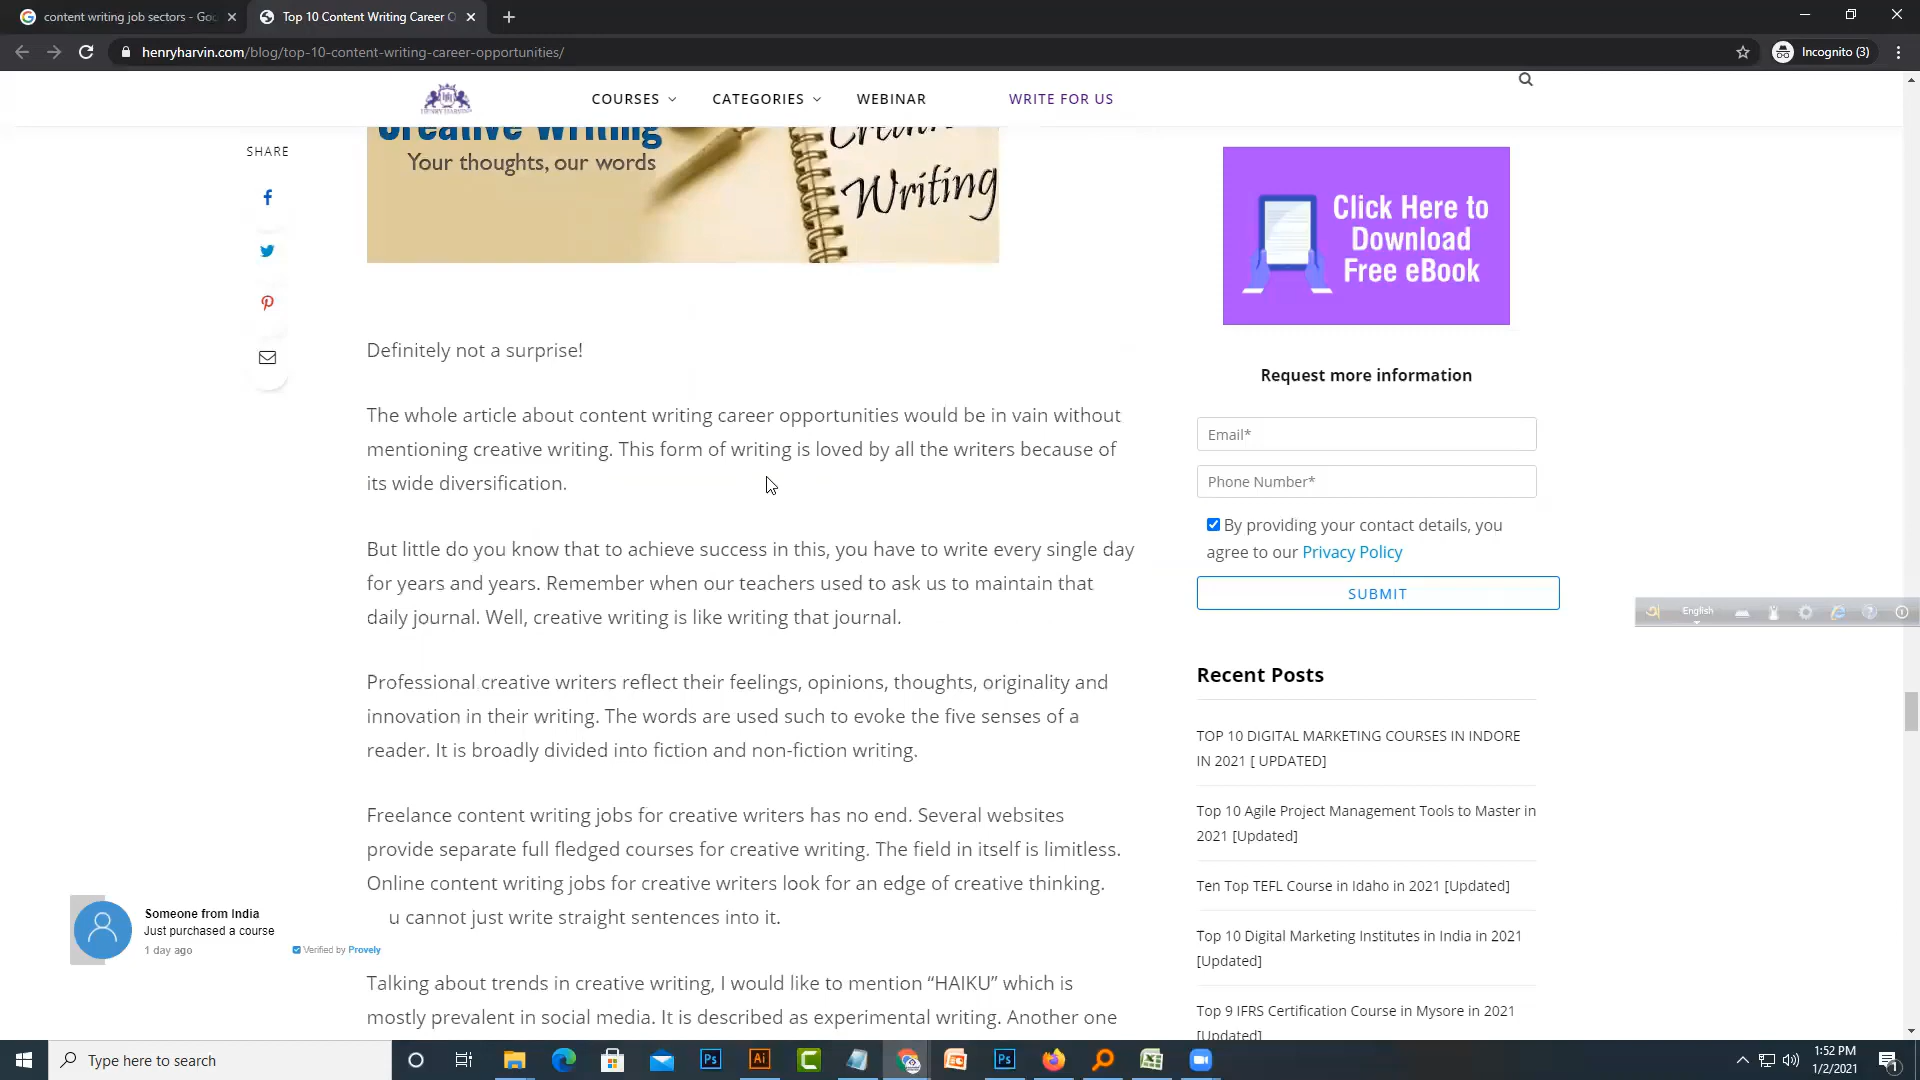 content writing job sectors - Goo
Top 10 Content Writing Career O
henryharvin.com/blog/top-10-content-writing-career-opportunities/
Incognito (3)
HENRY HARVIN
COURSES
CATEGORIES
WEBINAR
WRITE FOR US
SHARE
Creative Writing
Your thoughts, our words
Creative
Writing
Definitely not a surprise!
The whole article about content writing career opportunities would be in vain without
mentioning creative writing. This form of writing is loved by all the writers because of
its wide diversification.
But little do you know that to achieve success in this, you have to write every single day
for years and years. Remember when our teachers used to ask us to maintain that
daily journal. Well, creative writing is like writing that journal.
Professional creative writers reflect their feelings, opinions, thoughts, originality and
innovation in their writing. The words are used such to evoke the five senses of a
reader. It is broadly divided into fiction and non-fiction writing.
Freelance content writing jobs for creative writers has no end. Several websites
provide separate full fledged courses for creative writing. The field in itself is limitless.
Online content writing jobs for creative writers look for an edge of creative thinking.
u cannot just write straight sentences into it.
Talking about trends in creative writing, I would like to mention “HAIKU” which is
mostly prevalent in social media. It is described as experimental writing. Another one
Someone from India
Just purchased a course
1 day ago
Verified by Provely
Click Here to
Download
Free eBook
Request more information
Email*
Phone Number*
By providing your contact details, you
agree to our Privacy Policy
SUBMIT
English
Recent Posts
TOP 10 DIGITAL MARKETING COURSES IN INDORE
IN 2021 [ UPDATED]
Top 10 Agile Project Management Tools to Master in
2021 [Updated]
Ten Top TEFL Course in Idaho in 2021 [Updated]
Top 10 Digital Marketing Institutes in India in 2021
[Updated]
Top 9 IFRS Certification Course in Mysore in 2021
[Updated]
Type here to search
Ps
Ai
Ps
1:52 PM
1/2/2021
1